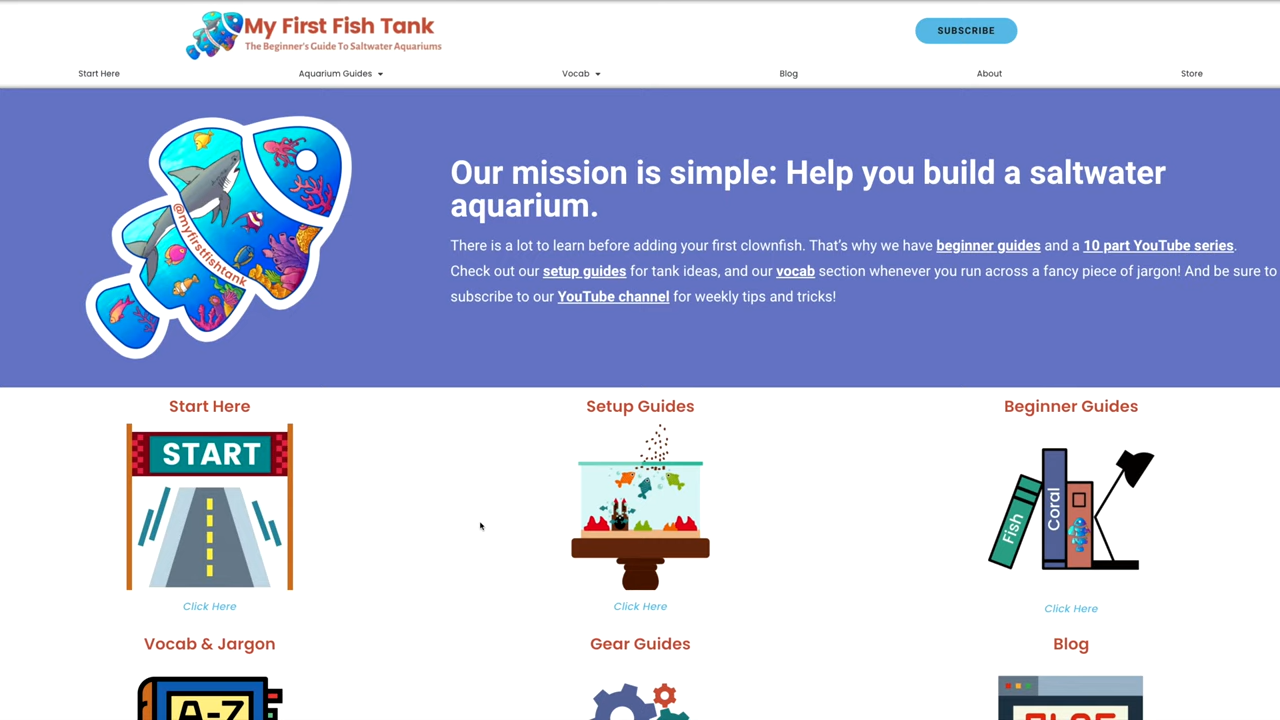 My First Fish Tank
The Beginner's Guide To Saltwater Aquariums
SUBSCRIBE
Start Here
Aquarium Guides
Vocab
Blog
About
Store
@myfirstfishtank
Our mission is simple: Help you build a saltwater
aquarium.
There is a lot to learn before adding your first clownfish. That's why we have beginner guides and a 10 part YouTube series.
Check out our setup guides for tank ideas, and our vocab section whenever you run across a fancy piece of jargon! And be sure to
subscribe to our YouTube channel for weekly tips and tricks!
Start Here
Setup Guides
Beginner Guides
START
Fish
Coral
Click Here
Click Here
Click Here
Vocab & Jargon
Gear Guides
Blog
A-Z